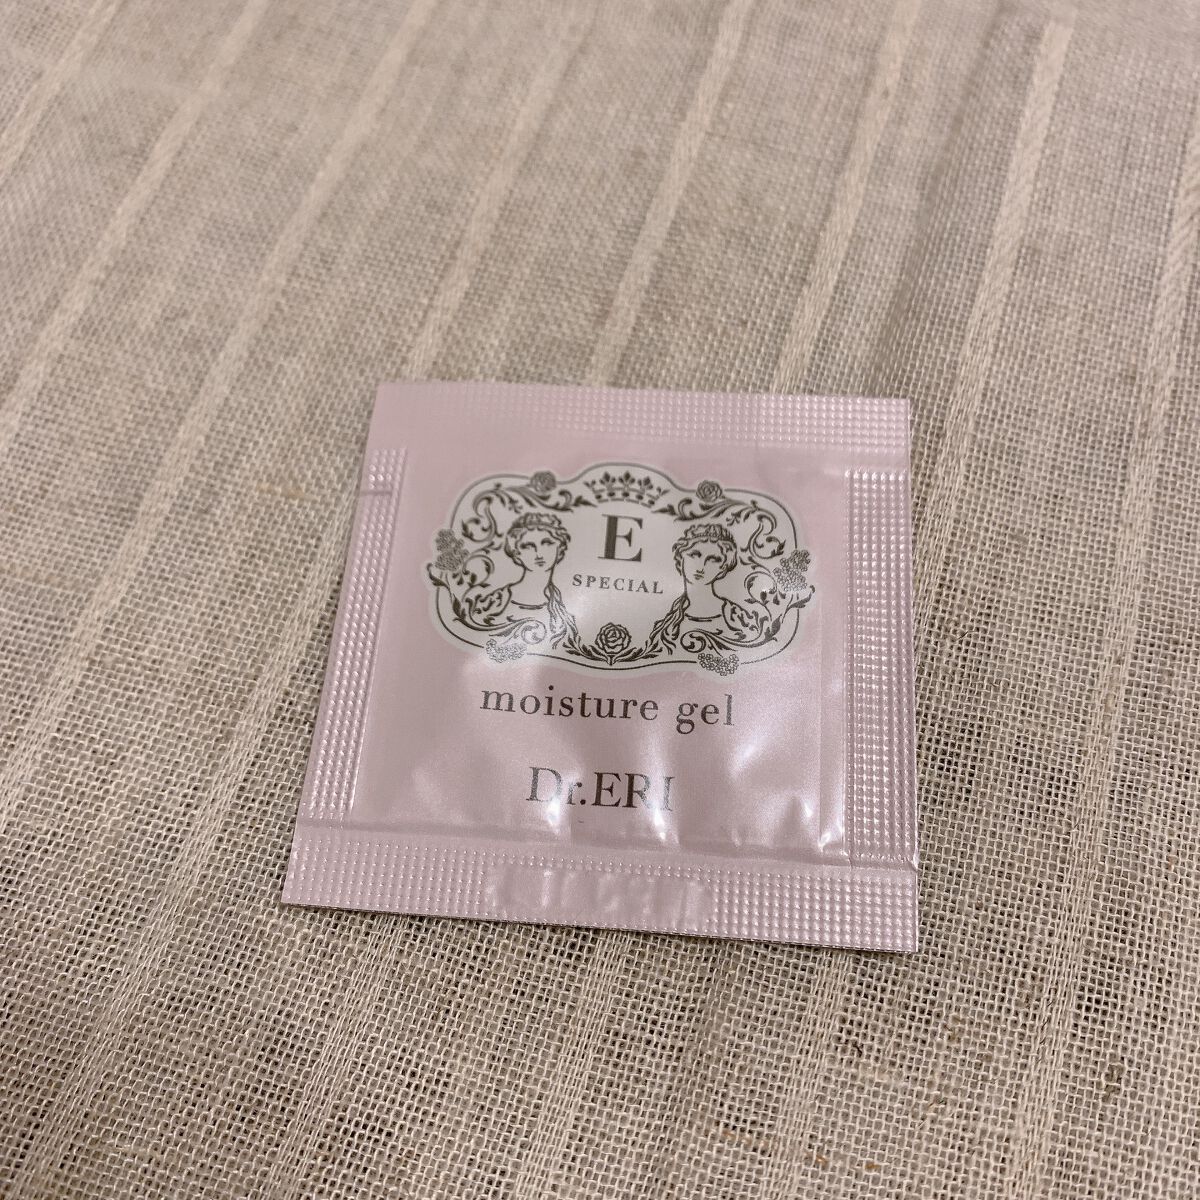 E
SPECIAL
moisture gel
Dr.ERI